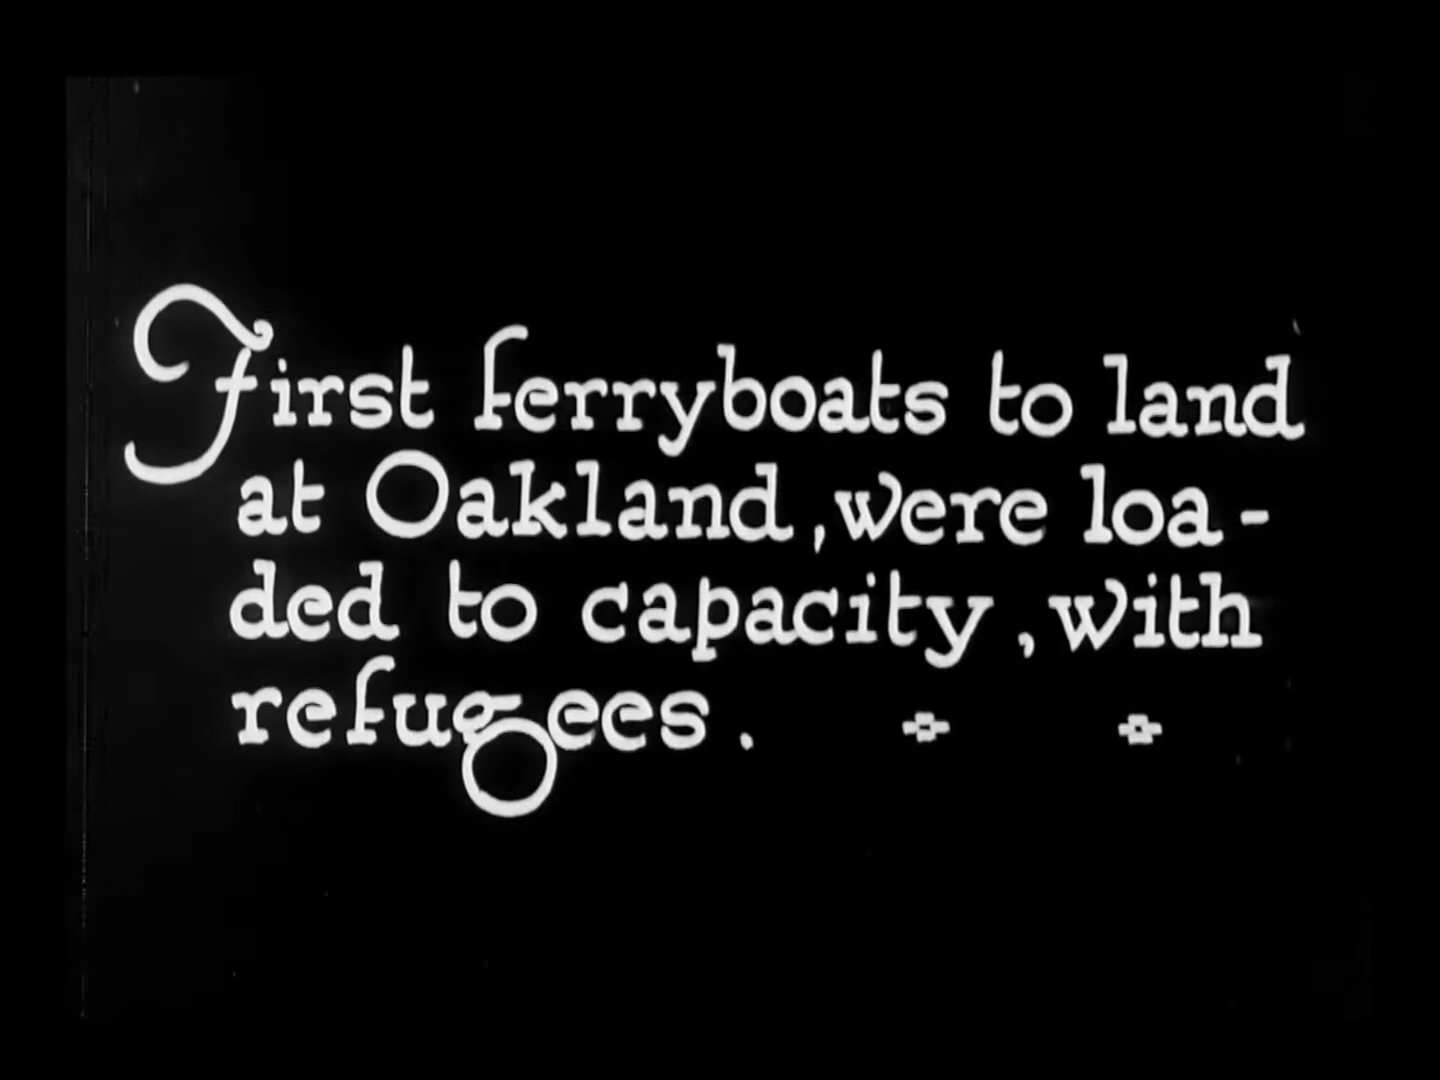 First ferryboats to land
at Oakland, were loa-
ded to capacity, with
refugees.